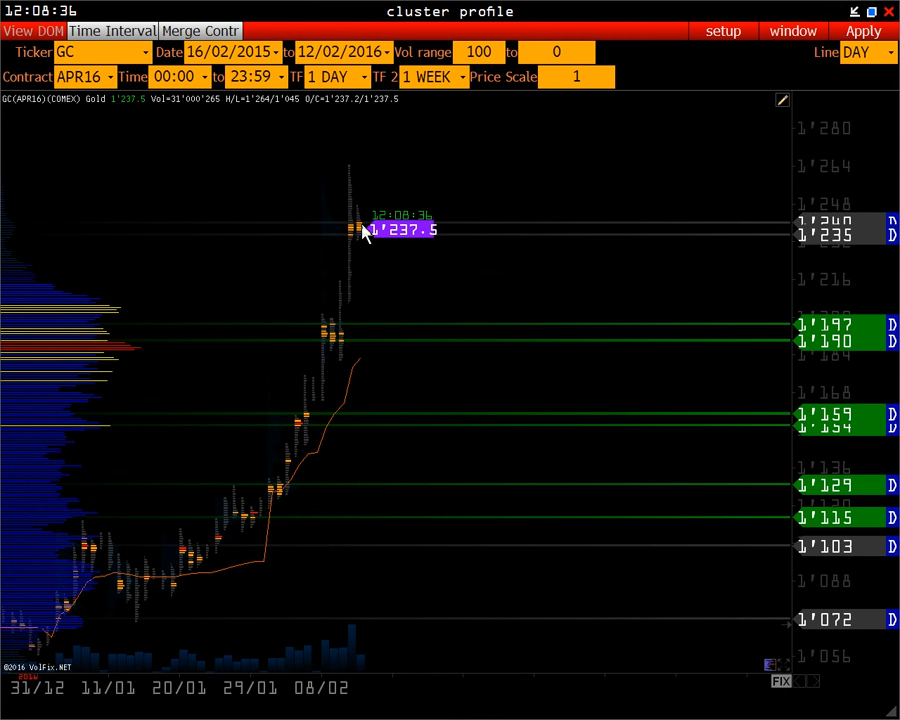 12:08:36 cluster profile
View DOM Time Interval Merge Contr setup window Apply
Ticker GC Date 16/02/2015 to 12/02/2016 Vol range 100 to 0 Line DAY
Contract APR16 Time 00:00 to 23:59 TF 1 DAY TF 2 1 WEEK Price Scale 1
GC(APR16)(COMEX) Gold 1'237.5 Vol=31'000'265 H/L=1'264/1'045 O/C=1'237.2/1'237.5
1'280
1'264
1'248
12:08:36
1'240 D
1'237.5
1'235 D
1'216
1'197 D
1'190 D
1'184
1'168
1'159 D
1'154 D
1'136
1'129 D
1'115 D
1'103 D
1'088
1'072 D
1'056
©2016 VolFix.NET
2016
FIX
31/12 11/01 20/01 29/01 08/02